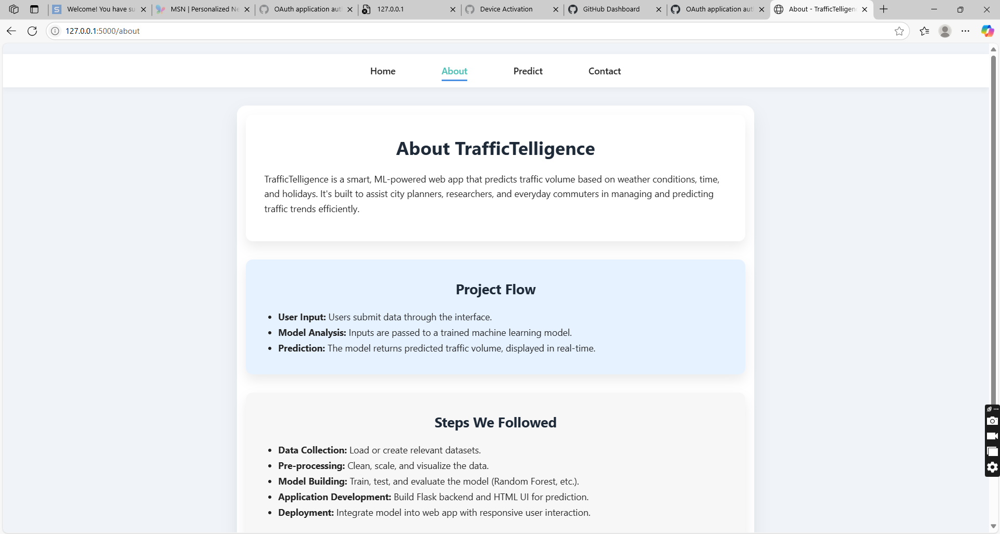 Welcome! You have su
MSN | Personalized Ne
OAuth application aut
127.0.0.1
Device Activation
GitHub Dashboard
OAuth application aut
About - TrafficTelligen
127.0.0.1:5000/about
Home About Predict Contact
About TrafficTelligence
TrafficTelligence is a smart, ML-powered web app that predicts traffic volume based on weather conditions, time,
and holidays. It's built to assist city planners, researchers, and everyday commuters in managing and predicting
traffic trends efficiently.
Project Flow
• User Input: Users submit data through the interface.
• Model Analysis: Inputs are passed to a trained machine learning model.
• Prediction: The model returns predicted traffic volume, displayed in real-time.
Steps We Followed
• Data Collection: Load or create relevant datasets.
• Pre-processing: Clean, scale, and visualize the data.
• Model Building: Train, test, and evaluate the model (Random Forest, etc.).
• Application Development: Build Flask backend and HTML UI for prediction.
• Deployment: Integrate model into web app with responsive user interaction.